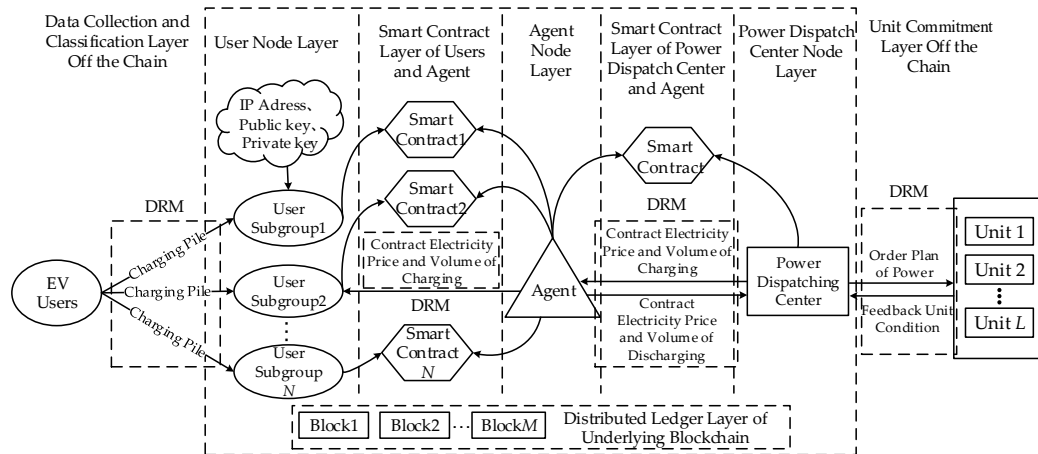 Data Collection and
Classification Layer
Off the Chain
User Node Layer
Smart Contract
Layer of Users
and Agent
Agent
Node
Layer
Smart Contract
Layer of Power
Dispatch Center
and Agent
Power Dispatch
Center Node
Layer
Unit Commitment
Layer Off the
Chain
IP Adress、
Public key、
Private key
Smart
Contract1
Smart
Contract2
Smart
Contract
DRM
User
Subgroup1
Charging Pile
EV
Users
Charging Pile
User
Subgroup2
Charging Pile
User
Subgroup
N
Contract Electricity
Price and Volume of
Charging
DRM
Smart
Contract
N
Agent
DRM
Contract Electricity
Price and Volume of
Charging
Contract
Electricity Price
and Volume of
Discharging
Power
Dispatching
Center
DRM
Order Plan
of Power
Feedback Unit
Condition
Unit 1
Unit 2
Unit L
Block1
Block2
···
BlockM
Distributed Ledger Layer of
Underlying Blockchain